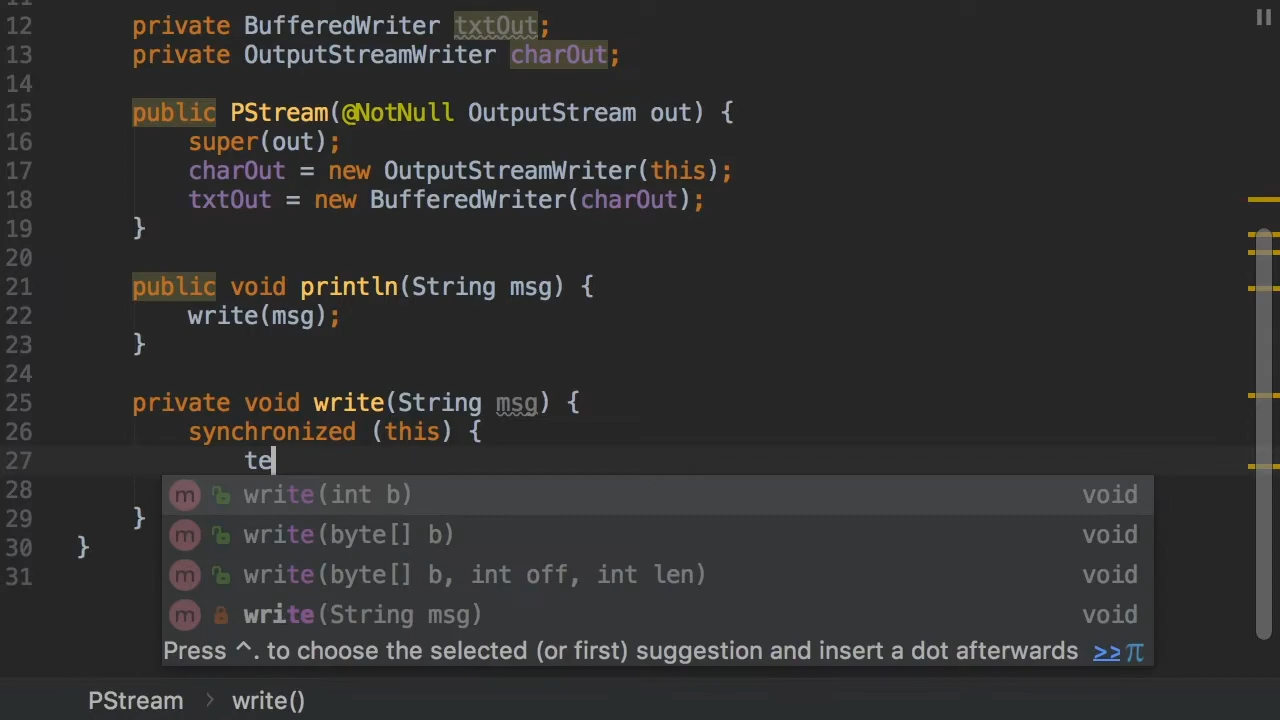 12 private BufferedWriter txtOut;
13 private OutputStreamWriter charOut;
14
15 public PStream(@NotNull OutputStream out) {
16 super(out);
17 charOut = new OutputStreamWriter(this);
18 txtOut = new BufferedWriter(charOut);
19 }
20
21 public void println(String msg) {
22 write(msg);
23 }
24
25 private void write(String msg) {
26 synchronized (this) {
27 te
28
29 }
30 }
31
m write(int b) void
m write(byte[] b) void
m write(byte[] b, int off, int len) void
m write(String msg) void
Press ^. to choose the selected (or first) suggestion and insert a dot afterwards >> π
PStream > write()